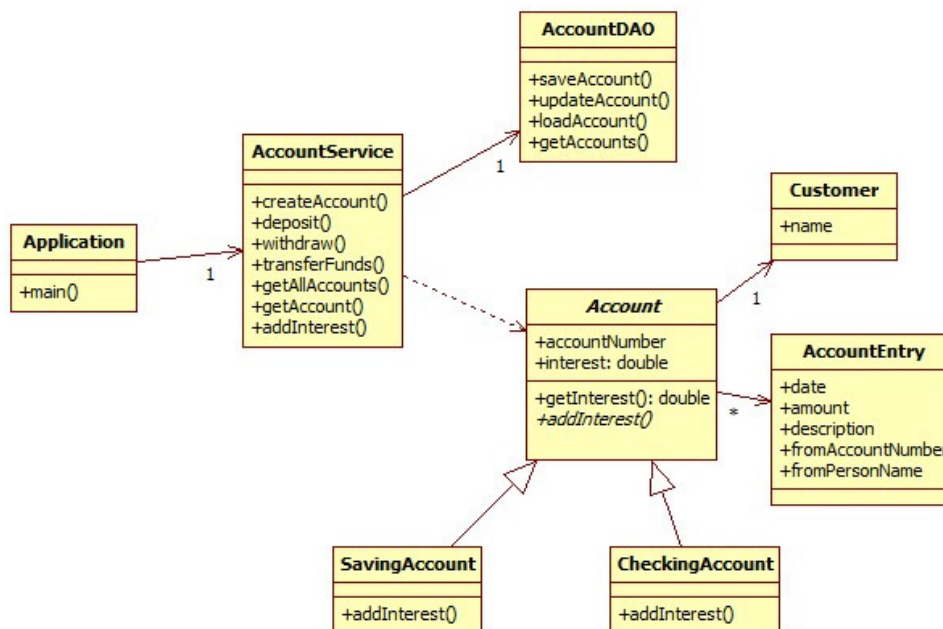 AccountDAO
+saveAccount()
+updateAccount()
+loadAccount()
+getAccounts()
AccountService
+createAccount()
+deposit()
+withdraw()
+transferFunds()
+getAllAccounts()
+getAccount()
+addInterest()
1
Customer
+name
Application
+main()
1
Account
+accountNumber
+interest: double
+getInterest(): double
+addInterest()
1
AccountEntry
+date
+amount
+description
+fromAccountNumber
+fromPersonName
*
SavingAccount
+addInterest()
CheckingAccount
+addInterest()